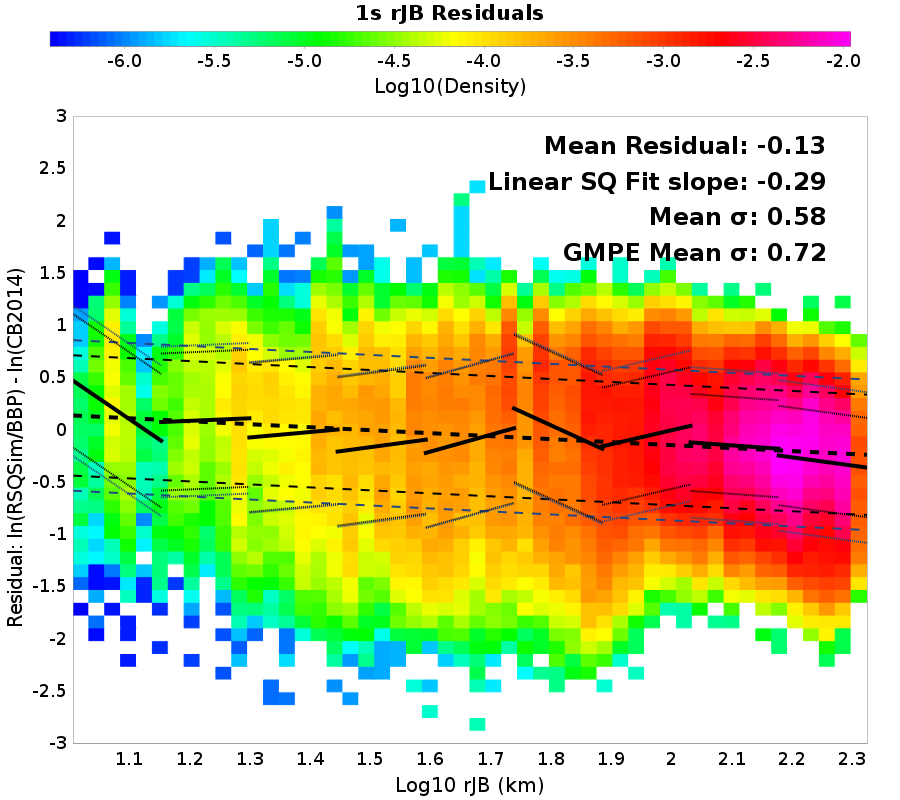 1s rJB Residuals
-6.0 -5.5 -5.0 -4.5 -4.0 -3.5 -3.0 -2.5 -2.0
Log10(Density)
Mean Residual: -0.13
Linear SQ Fit slope: -0.29
Mean σ: 0.58
GMPE Mean σ: 0.72
Residual: ln(RSQSim/BBP) - ln(CB2014)
3
2.5
2
1.5
1
0.5
0
-0.5
-1
-1.5
-2
-2.5
-3
1.1 1.2 1.3 1.4 1.5 1.6 1.7 1.8 1.9 2 2.1 2.2 2.3
Log10 rJB (km)